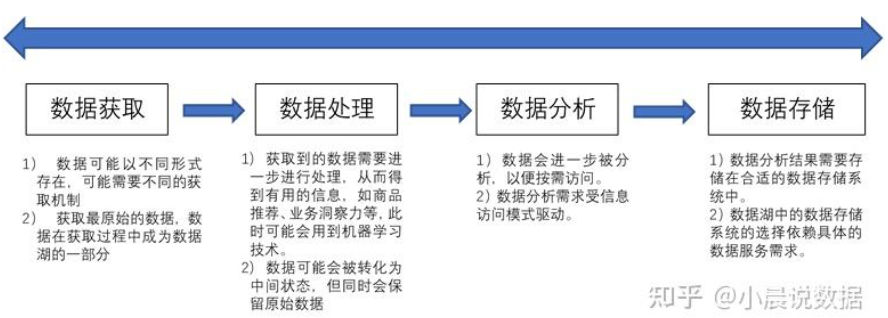 数据获取
数据处理
数据分析
数据存储
1） 数据可能以不同形式
存在，可能需要不同的获
取机制
2） 获取最原始的数据，数
据在获取过程中成为数据
湖的一部分
1） 获取到的数据需要进
一步进行处理，从而得
到有用的信息，如商品
推荐、业务洞察力等，此
时可能会用到机器学习
技术。
2） 数据可能会被转化为
中间状态，但同时会保
留原始数据
1）数据会进一步被分
析，以便按需访问。
2）数据分析需求受信息
访问模式驱动。
1）数据分析结果需要存
储在合适的数据存储系
统中。
2）数据湖中的数据存储
系统的选择依赖具体的
数据服务需求。
知乎 @小晨说数据